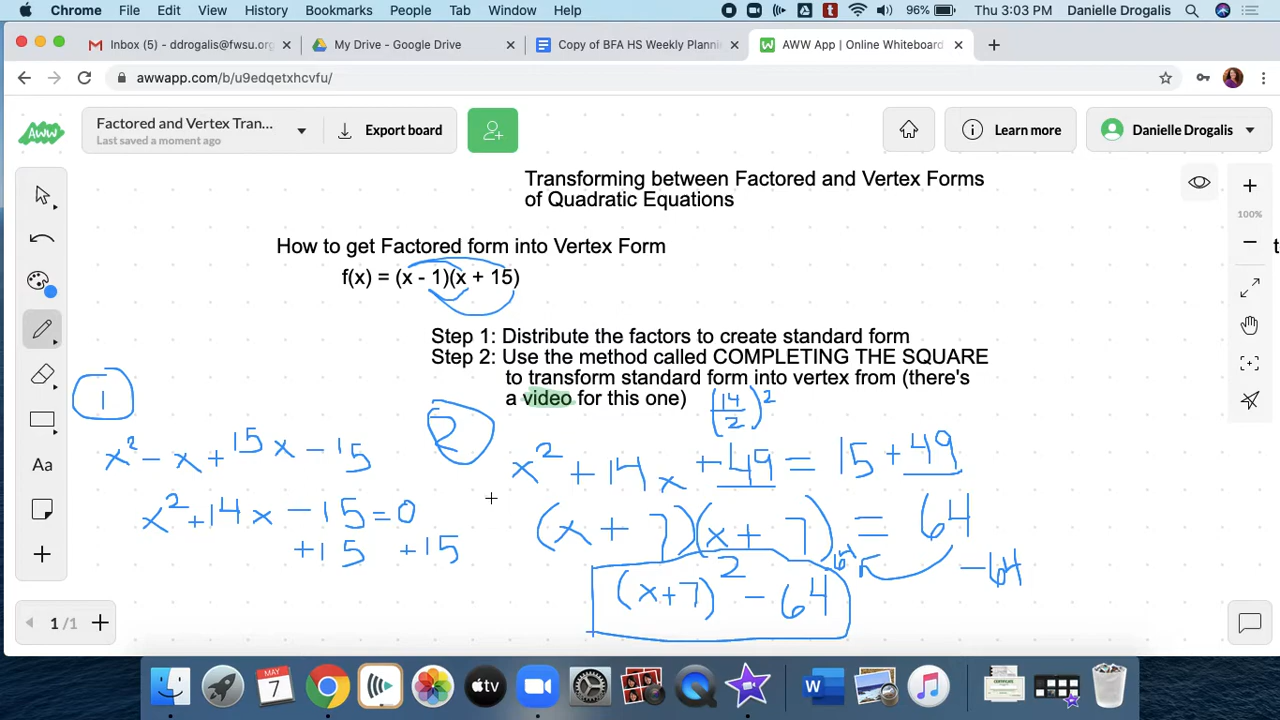 Chrome File Edit View History Bookmarks People Tab Window Help 96% Thu 3:03 PM Danielle Drogalis
Inbox (5) - ddrogalis@fwsu.org My Drive - Google Drive Copy of BFA HS Weekly Planni AWW App | Online Whiteboard
awwapp.com/b/u9edqetxhcvfu/
AWW Factored and Vertex Tran... Export board Learn more Danielle Drogalis
Last saved a moment ago
Transforming between Factored and Vertex Forms
of Quadratic Equations
100%
How to get Factored form into Vertex Form
t
f(x) = (x - 1)(x + 15)
Step 1: Distribute the factors to create standard form
Step 2: Use the method called COMPLETING THE SQUARE
to transform standard form into vertex from (there's
a video for this one)
(14/2)²
1
2
x² - x + 15x - 15
x² + 14x + 49 = 15 + 49
x² + 14x - 15 = 0
+15 +15
(x + 7)(x + 7) = 64
-64
(x+7)² - 64
Aa
1 /1
MAY
7
tv
W